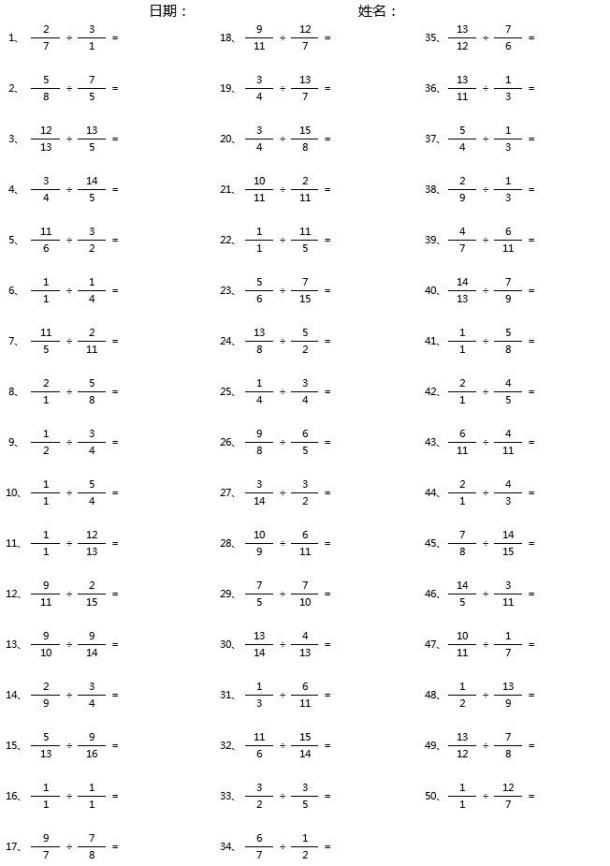 日期： 姓名：
1、 2/7 ÷ 3/1 = 18、 9/11 ÷ 12/7 = 35、 13/12 ÷ 7/6 =
2、 5/8 ÷ 7/5 = 19、 3/4 ÷ 13/7 = 36、 13/11 ÷ 1/3 =
3、 12/13 ÷ 13/5 = 20、 3/4 ÷ 15/8 = 37、 5/4 ÷ 1/3 =
4、 3/4 ÷ 14/5 = 21、 10/11 ÷ 2/11 = 38、 2/9 ÷ 1/3 =
5、 11/6 ÷ 3/2 = 22、 1/1 ÷ 11/5 = 39、 4/7 ÷ 6/11 =
6、 1/1 ÷ 1/4 = 23、 5/6 ÷ 7/15 = 40、 14/13 ÷ 7/9 =
7、 11/5 ÷ 2/11 = 24、 13/8 ÷ 5/2 = 41、 1/1 ÷ 5/8 =
8、 2/1 ÷ 5/8 = 25、 1/4 ÷ 3/4 = 42、 2/1 ÷ 4/5 =
9、 1/2 ÷ 3/4 = 26、 9/8 ÷ 6/5 = 43、 6/11 ÷ 4/11 =
10、 1/1 ÷ 5/4 = 27、 3/14 ÷ 3/2 = 44、 2/1 ÷ 4/3 =
11、 1/1 ÷ 12/13 = 28、 10/9 ÷ 6/11 = 45、 7/8 ÷ 14/15 =
12、 9/11 ÷ 2/15 = 29、 7/5 ÷ 7/10 = 46、 14/5 ÷ 3/11 =
13、 9/10 ÷ 9/14 = 30、 13/14 ÷ 4/13 = 47、 10/11 ÷ 1/7 =
14、 2/9 ÷ 3/4 = 31、 1/3 ÷ 6/11 = 48、 1/2 ÷ 13/9 =
15、 5/13 ÷ 9/16 = 32、 11/6 ÷ 15/14 = 49、 13/12 ÷ 7/8 =
16、 1/1 ÷ 1/1 = 33、 3/2 ÷ 3/5 = 50、 1/1 ÷ 12/7 =
17、 9/7 ÷ 7/8 = 34、 6/7 ÷ 1/2 =